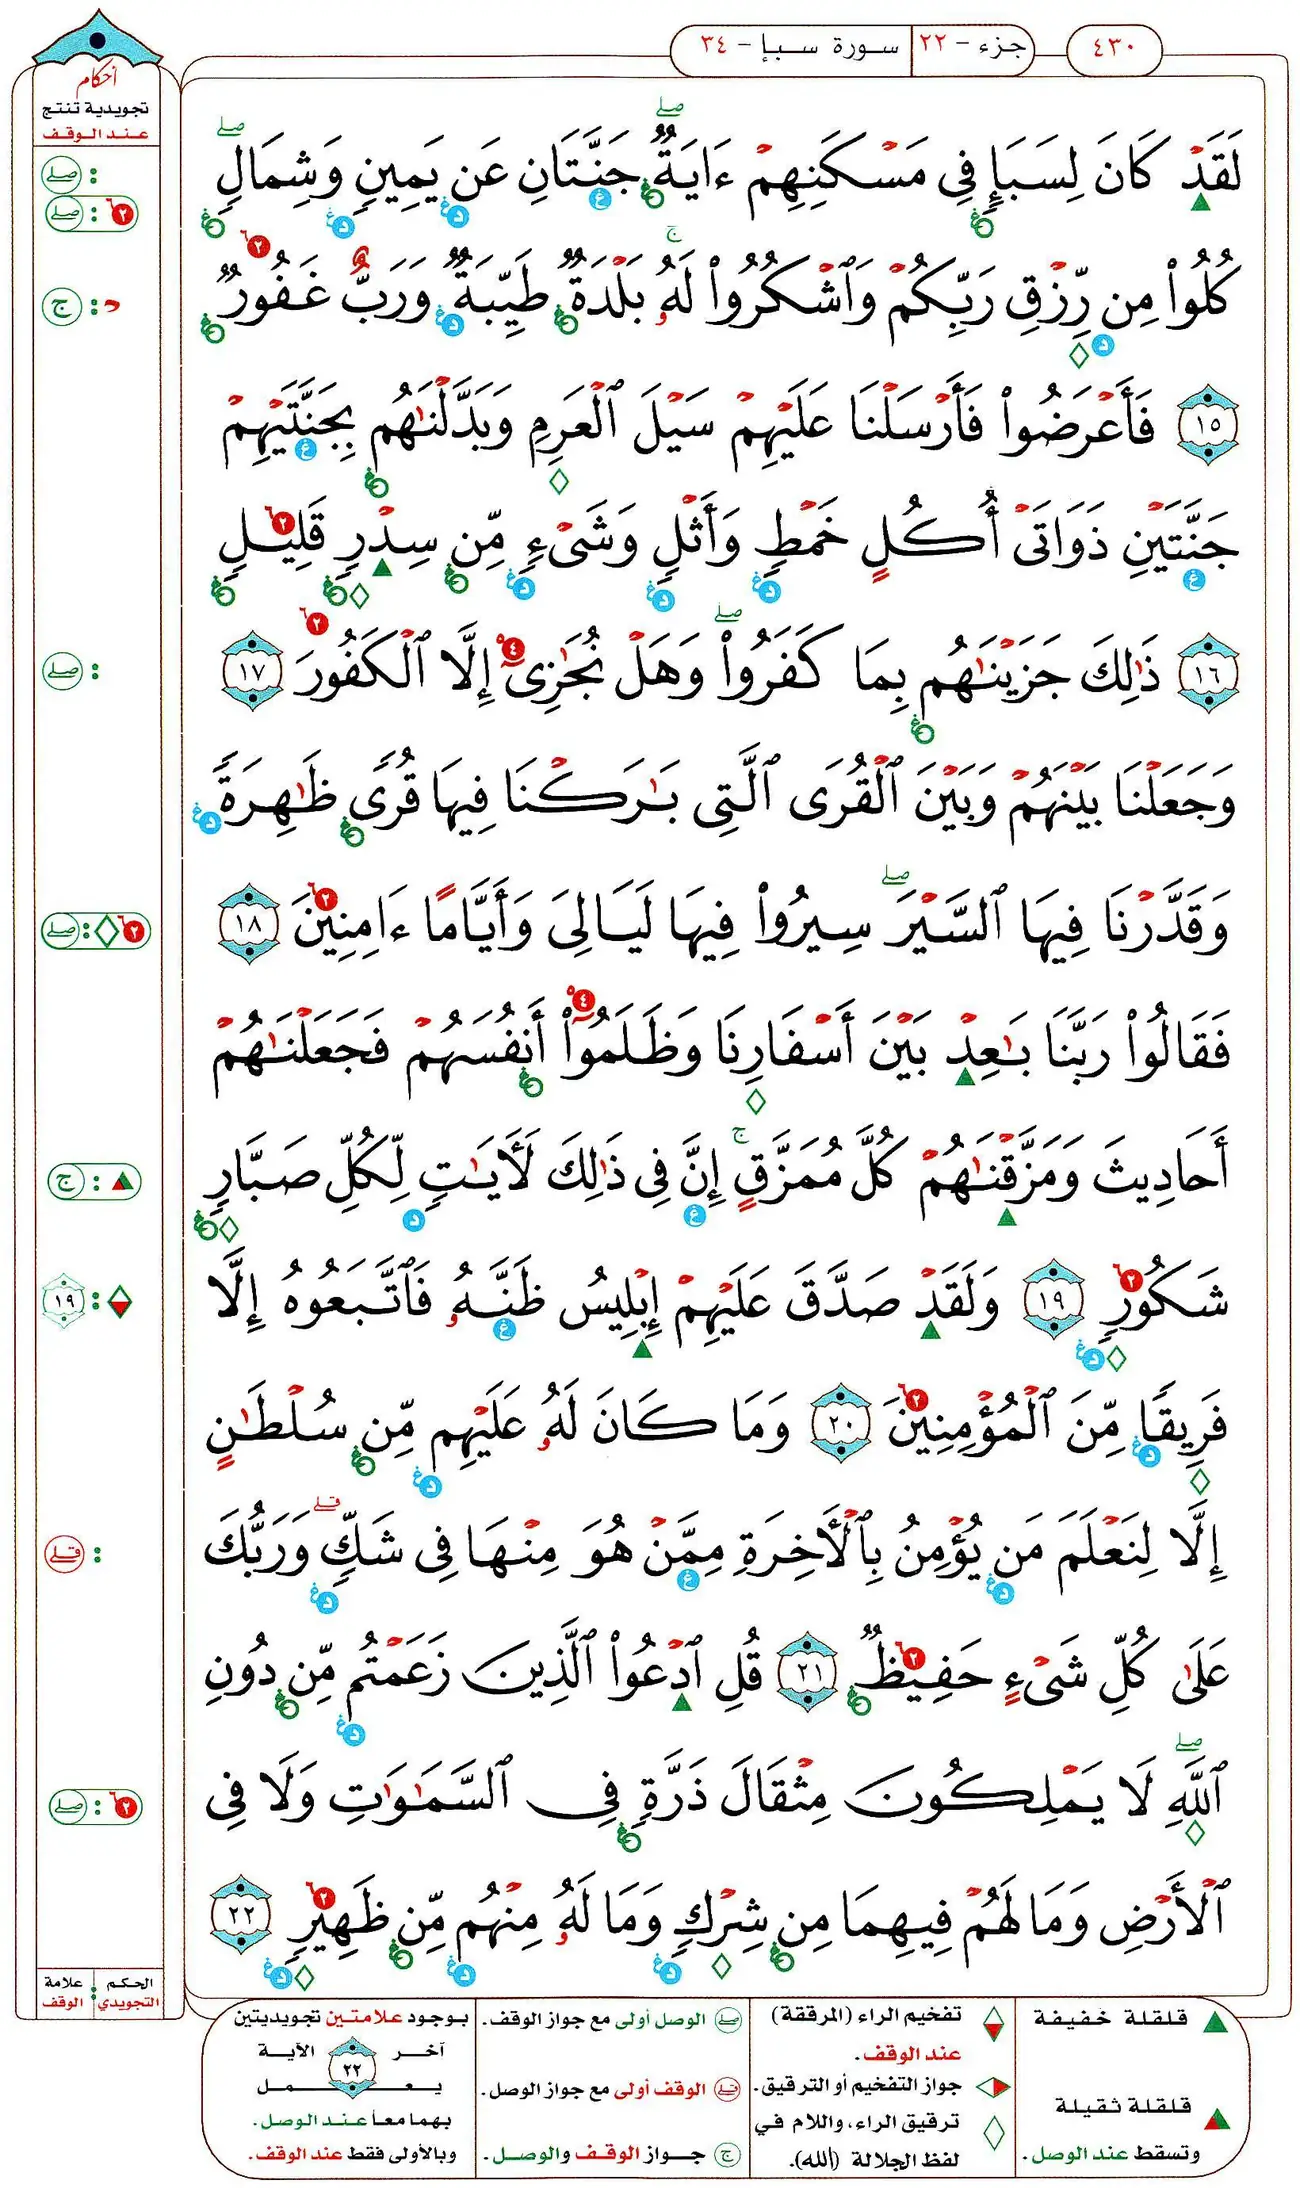 ٤٣٠
جزء - ٢٢
سورة سبإ - ٣٤
أحكام
تجويدية تنتج
عند الوقف
لَقَدۡ كَانَ لِسَبَإٖ فِي مَسۡكَنِهِمۡ ءَايَةٞۖ جَنَّتَانِ عَن يَمِينٖ وَشِمَالٖۖ
كُلُواْ مِن رِّزۡقِ رَبِّكُمۡ وَٱشۡكُرُواْ لَهُۥۚ بَلۡدَةٞ طَيِّبَةٞ وَرَبٌّ غَفُورٞ
١٥ فَأَعۡرَضُواْ فَأَرۡسَلۡنَا عَلَيۡهِمۡ سَيۡلَ ٱلۡعَرِمِ وَبَدَّلۡنَٰهُم بِجَنَّتَيۡهِمۡ
جَنَّتَيۡنِ ذَوَاتَيۡ أُكُلٍ خَمۡطٖ وَأَثۡلٖ وَشَيۡءٖ مِّن سِدۡرٖ قَلِيلٖ
١٦ ذَٰلِكَ جَزَيۡنَٰهُم بِمَا كَفَرُواْۖ وَهَلۡ نُجَٰزِيٓ إِلَّا ٱلۡكَفُورَ ١٧
وَجَعَلۡنَا بَيۡنَهُمۡ وَبَيۡنَ ٱلۡقُرَى ٱلَّتِي بَٰرَكۡنَا فِيهَا قُرٗى ظَٰهِرَةٗ
وَقَدَّرۡنَا فِيهَا ٱلسَّيۡرَۖ سِيرُواْ فِيهَا لَيَالِيَ وَأَيَّامًا ءَامِنِينَ ١٨
فَقَالُواْ رَبَّنَا بَٰعِدۡ بَيۡنَ أَسۡفَارِنَا وَظَلَمُوٓاْ أَنفُسَهُمۡ فَجَعَلۡنَٰهُمۡ
أَحَادِيثَ وَمَزَّقۡنَٰهُمۡ كُلَّ مُمَزَّقٍۚ إِنَّ فِي ذَٰلِكَ لَأٓيَٰتٖ لِّكُلِّ صَبَّارٖ
شَكُورٖ ١٩ وَلَقَدۡ صَدَّقَ عَلَيۡهِمۡ إِبۡلِيسُ ظَنَّهُۥ فَٱتَّبَعُوهُ إِلَّا
فَرِيقٗا مِّنَ ٱلۡمُؤۡمِنِينَ ٢٠ وَمَا كَانَ لَهُۥ عَلَيۡهِم مِّن سُلۡطَٰنٍ
إِلَّا لِنَعۡلَمَ مَن يُؤۡمِنُ بِٱلۡأٓخِرَةِ مِمَّنۡ هُوَ مِنۡهَا فِي شَكّٖۗ وَرَبُّكَ
عَلَىٰ كُلِّ شَيۡءٍ حَفِيظٞ ٢١ قُلِ ٱدۡعُواْ ٱلَّذِينَ زَعَمۡتُم مِّن دُونِ
ٱللَّهِۖ لَا يَمۡلِكُونَ مِثۡقَالَ ذَرَّةٖ فِي ٱلسَّمَٰوَٰتِ وَلَا فِي
ٱلۡأَرۡضِ وَمَا لَهُمۡ فِيهِمَا مِن شِرۡكٖ وَمَا لَهُۥ مِنۡهُم مِّن ظَهِيرٖ ٢٢
الحكم التجويدي
علامة الوقف
قلقلة خفيفة
قلقلة ثقيلة
وتسقط عند الوصل.
تفخيم الراء (المرققة)
عند الوقف.
جواز التفخيم أو الترقيق.
ترقيق الراء، واللام في
لفظ الجلالة (الله).
صلے الوصل أولى مع جواز الوقف.
قلے الوقف أولى مع جواز الوصل.
ج جواز الوقف والوصل.
بوجود علامتين تجويديتين
آخر الآية ٢٢
يعمل
بهما معاً عند الوصل.
وبالأولى فقط عند الوقف.